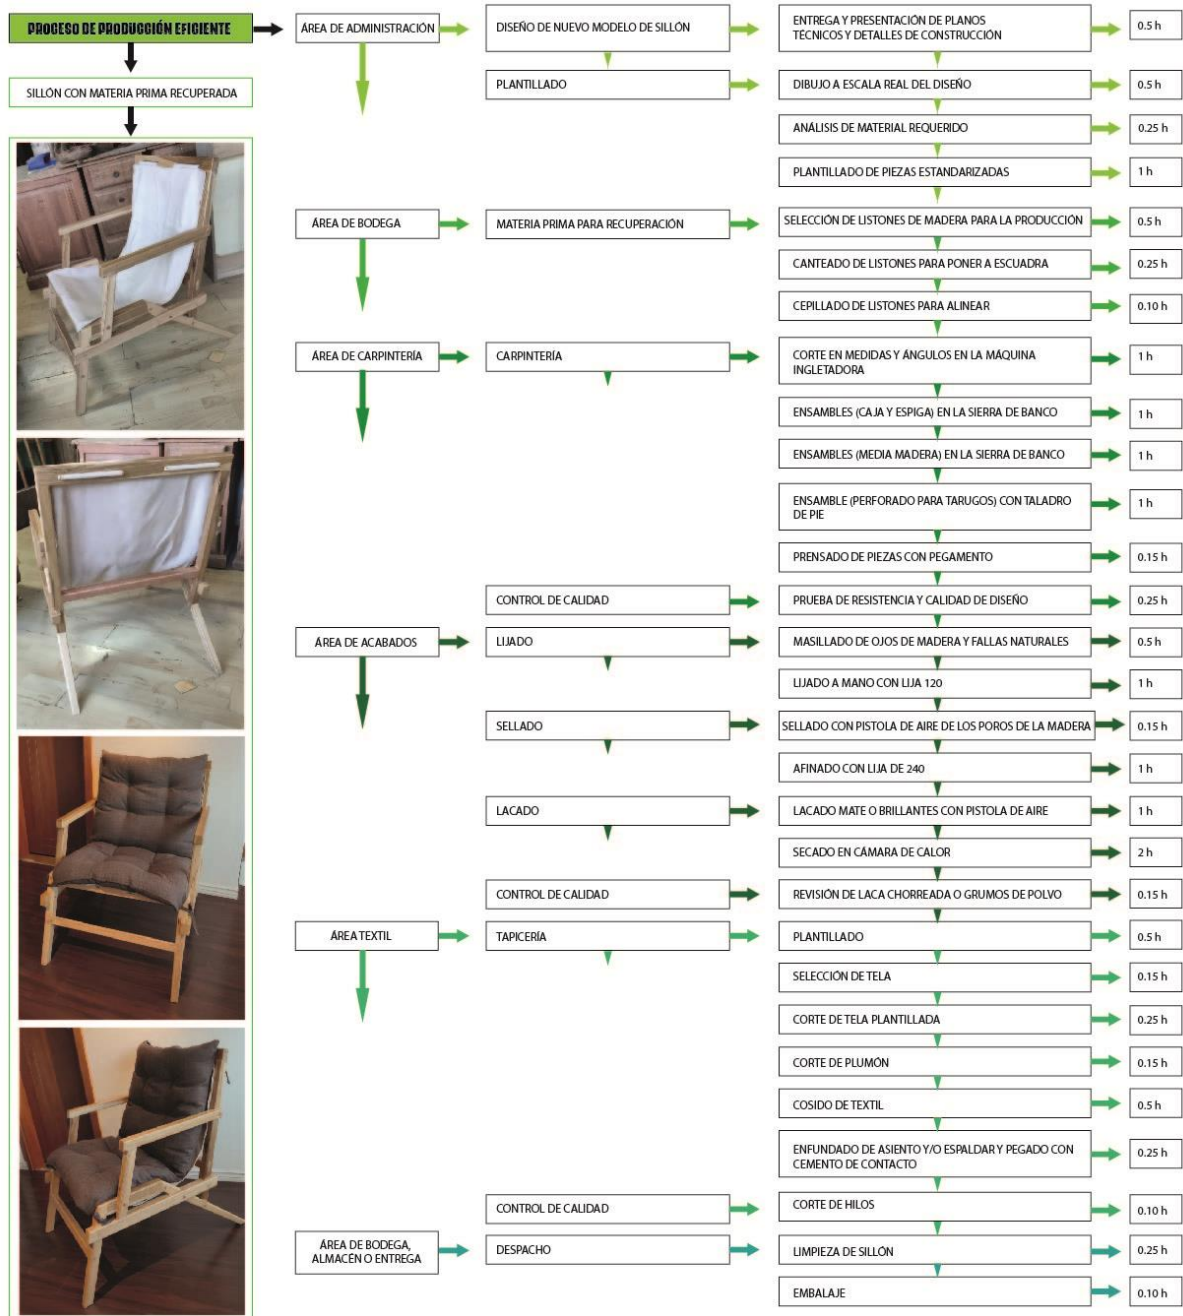 PROCESO DE PRODUCCIÓN EFICIENTE
SILLÓN CON MATERIA PRIMA RECUPERADA
ÁREA DE ADMINISTRACIÓN
DISEÑO DE NUEVO MODELO DE SILLÓN
ENTREGA Y PRESENTACIÓN DE PLANOS
TÉCNICOS Y DETALLES DE CONSTRUCCIÓN
0.5 h
PLANTILLADO
DIBUJO A ESCALA REAL DEL DISEÑO
0.5 h
ANÁLISIS DE MATERIAL REQUERIDO
0.25 h
PLANTILLADO DE PIEZAS ESTANDARIZADAS
1 h
ÁREA DE BODEGA
MATERIA PRIMA PARA RECUPERACIÓN
SELECCIÓN DE LISTONES DE MADERA PARA LA PRODUCCIÓN
0.5 h
CANTEADO DE LISTONES PARA PONER A ESCUADRA
0.25 h
CEPILLADO DE LISTONES PARA ALINEAR
0.10 h
ÁREA DE CARPINTERÍA
CARPINTERÍA
CORTE EN MEDIDAS Y ÁNGULOS EN LA MÁQUINA
INGLETADORA
1 h
ENSAMBLES (CAJA Y ESPIGA) EN LA SIERRA DE BANCO
1 h
ENSAMBLES (MEDIA MADERA) EN LA SIERRA DE BANCO
1 h
ENSAMBLE (PERFORADO PARA TARUGOS) CON TALADRO
DE PIE
1 h
PRENSADO DE PIEZAS CON PEGAMENTO
0.15 h
CONTROL DE CALIDAD
PRUEBA DE RESISTENCIA Y CALIDAD DE DISEÑO
0.25 h
ÁREA DE ACABADOS
LIJADO
MASILLADO DE OJOS DE MADERA Y FALLAS NATURALES
0.5 h
LIJADO A MANO CON LIJA 120
1 h
SELLADO
SELLADO CON PISTOLA DE AIRE DE LOS POROS DE LA MADERA
0.15 h
AFINADO CON LIJA DE 240
1 h
LACADO
LACADO MATE O BRILLANTES CON PISTOLA DE AIRE
1 h
SECADO EN CÁMARA DE CALOR
2 h
CONTROL DE CALIDAD
REVISIÓN DE LACA CHORREADA O GRUMOS DE POLVO
0.15 h
ÁREA TEXTIL
TAPICERÍA
PLANTILLADO
0.5 h
SELECCIÓN DE TELA
0.15 h
CORTE DE TELA PLANTILLADA
0.25 h
CORTE DE PLUMÓN
0.15 h
COSIDO DE TEXTIL
0.5 h
ENFUNDADO DE ASIENTO Y/O ESPALDAR Y PEGADO CON
CEMENTO DE CONTACTO
0.25 h
CONTROL DE CALIDAD
CORTE DE HILOS
0.10 h
ÁREA DE BODEGA,
ALMACÉN O ENTREGA
DESPACHO
LIMPIEZA DE SILLÓN
0.25 h
EMBALAJE
0.10 h